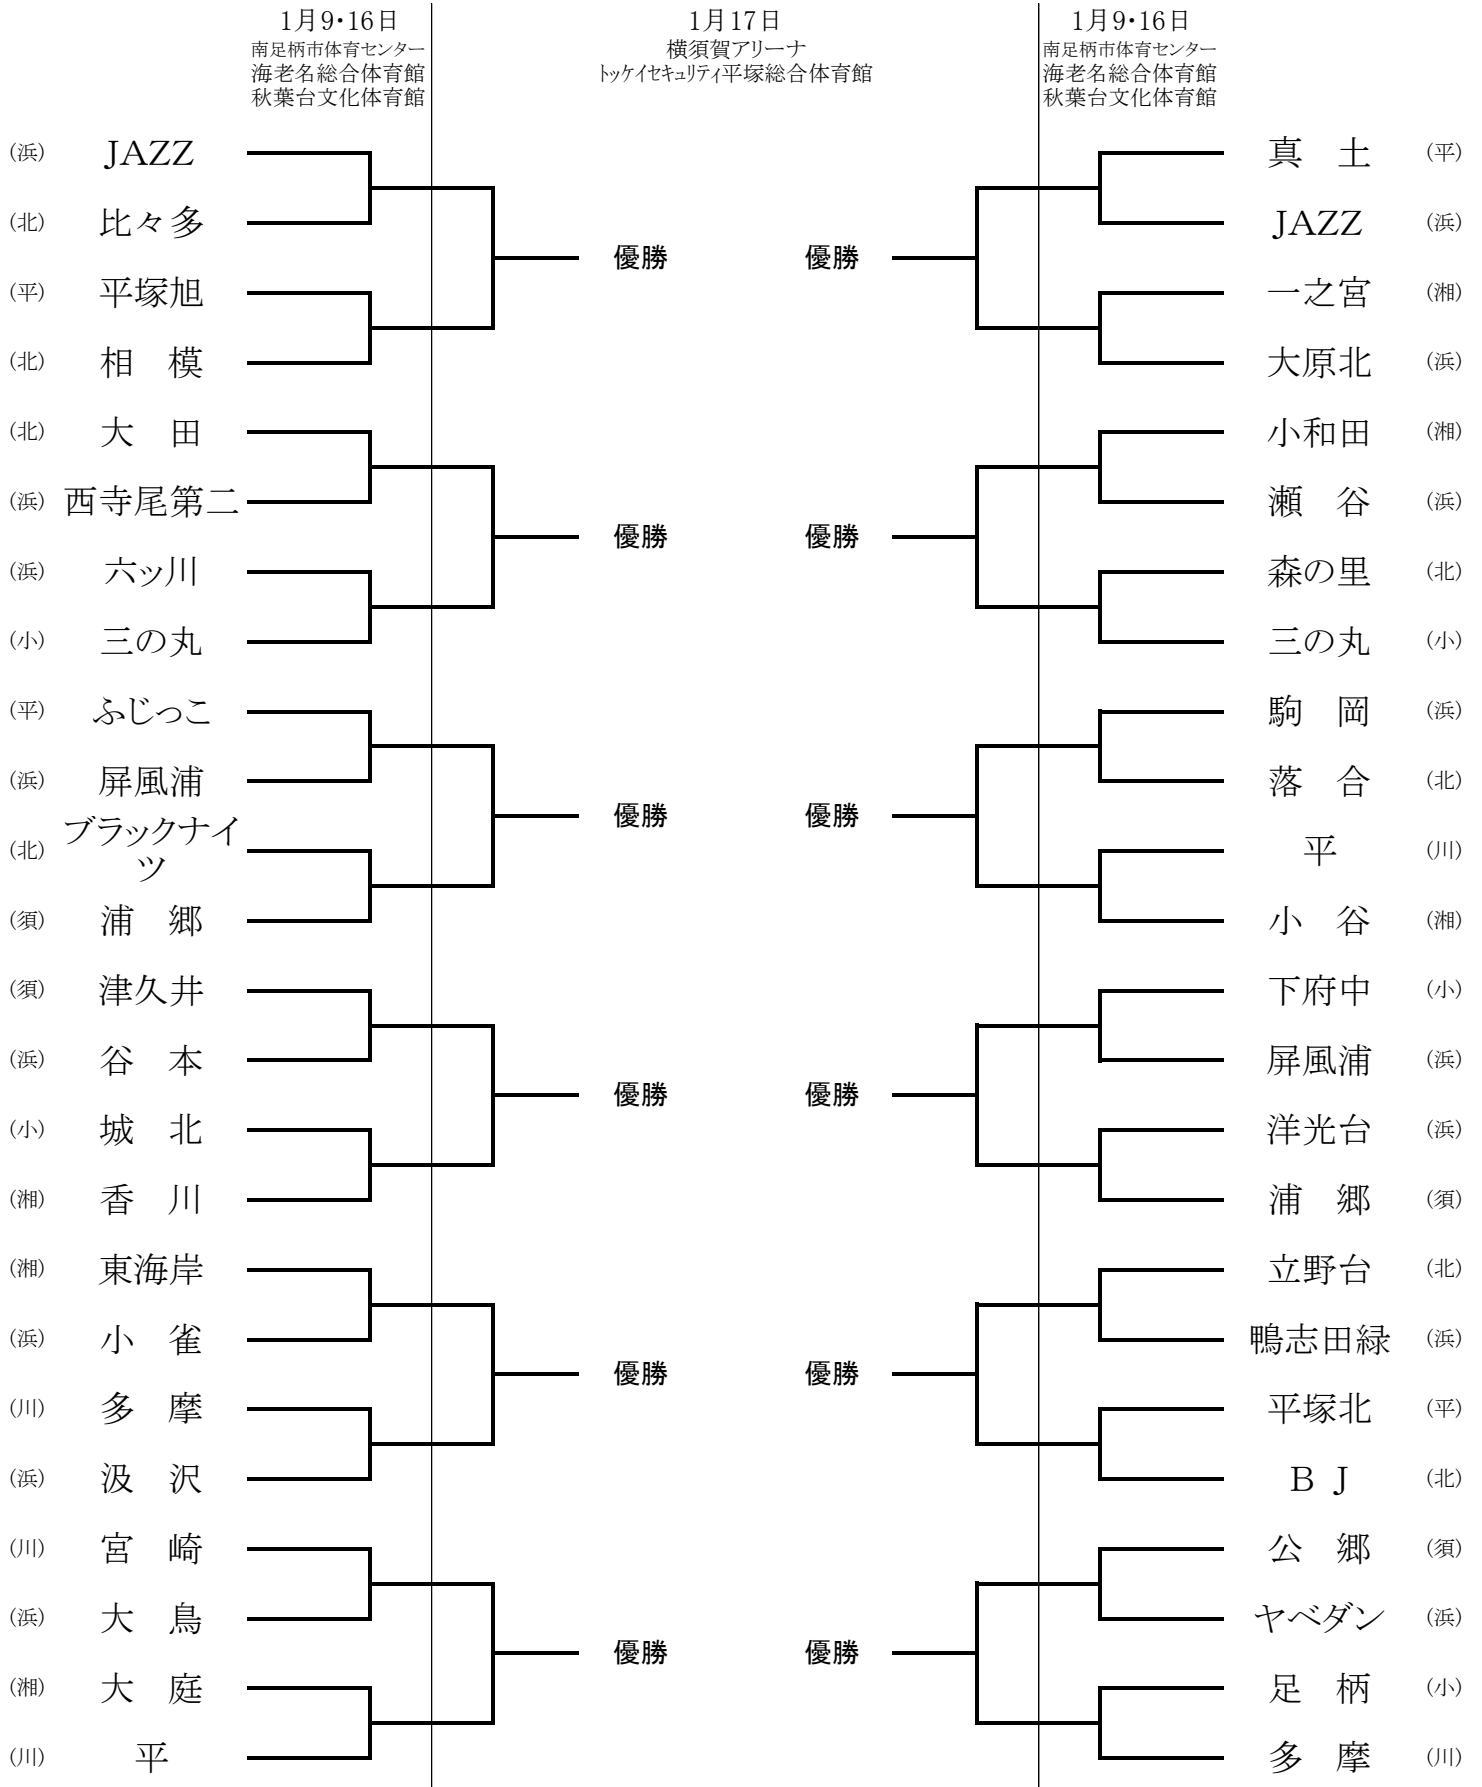 1月9・16日 1月17日 1月9・16日
南足柄市体育センター 横須賀アリーナ 南足柄市体育センター
海老名総合体育館 トッケイセキュリティ平塚総合体育館 海老名総合体育館
秋葉台文化体育館 秋葉台文化体育館
(浜) JAZZ 真　土 (平)
(北) 比々多 JAZZ (浜)
優勝 優勝
(平) 平塚旭 一之宮 (湘)
(北) 相　模 大原北 (浜)
(北) 大　田 小和田 (湘)
(浜) 西寺尾第二 瀬　谷 (浜)
優勝 優勝
(浜) 六ッ川 森の里 (北)
(小) 三の丸 三の丸 (小)
(平) ふじっこ 駒　岡 (浜)
(浜) 屏風浦 落　合 (北)
優勝 優勝
(北) ブラックナイ 平 (川)
ツ
(須) 浦　郷 小　谷 (湘)
(須) 津久井 下府中 (小)
(浜) 谷　本 屏風浦 (浜)
優勝 優勝
(小) 城　北 洋光台 (浜)
(湘) 香　川 浦　郷 (須)
(湘) 東海岸 立野台 (北)
(浜) 小　雀 鴨志田緑 (浜)
優勝 優勝
(川) 多　摩 平塚北 (平)
(浜) 汲　沢 B J (北)
(川) 宮　崎 公　郷 (須)
(浜) 大　鳥 ヤベダン (浜)
優勝 優勝
(湘) 大　庭 足　柄 (小)
(川) 平 多　摩 (川)